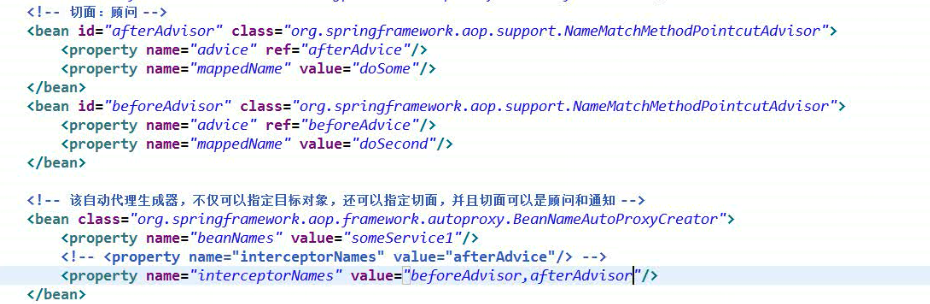 <!-- 切面：顾问 -->
<bean id="afterAdvisor" class="org.springframework.aop.support.NameMatchMethodPointcutAdvisor">
<property name="advice" ref="afterAdvice"/>
<property name="mappedName" value="doSome"/>
</bean>
<bean id="beforeAdvisor" class="org.springframework.aop.support.NameMatchMethodPointcutAdvisor">
<property name="advice" ref="beforeAdvice"/>
<property name="mappedName" value="doSecond"/>
</bean>
<!-- 该自动代理生成器，不仅可以指定目标对象，还可以指定切面，并且切面可以是顾问和通知 -->
<bean class="org.springframework.aop.framework.autoproxy.BeanNameAutoProxyCreator">
<property name="beanNames" value="someService1"/>
<!-- <property name="interceptorNames" value="afterAdvice"/> -->
<property name="interceptorNames" value="beforeAdvisor,afterAdvisor"/>
</bean>